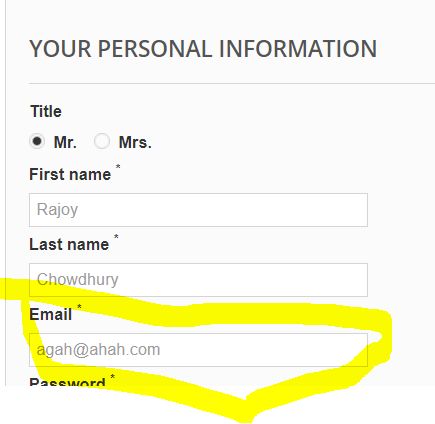 YOUR PERSONAL INFORMATION
Title
Mr. Mrs.
First name *
Rajoy
Last name *
Chowdhury
Email *
agah@ahah.com
Password *